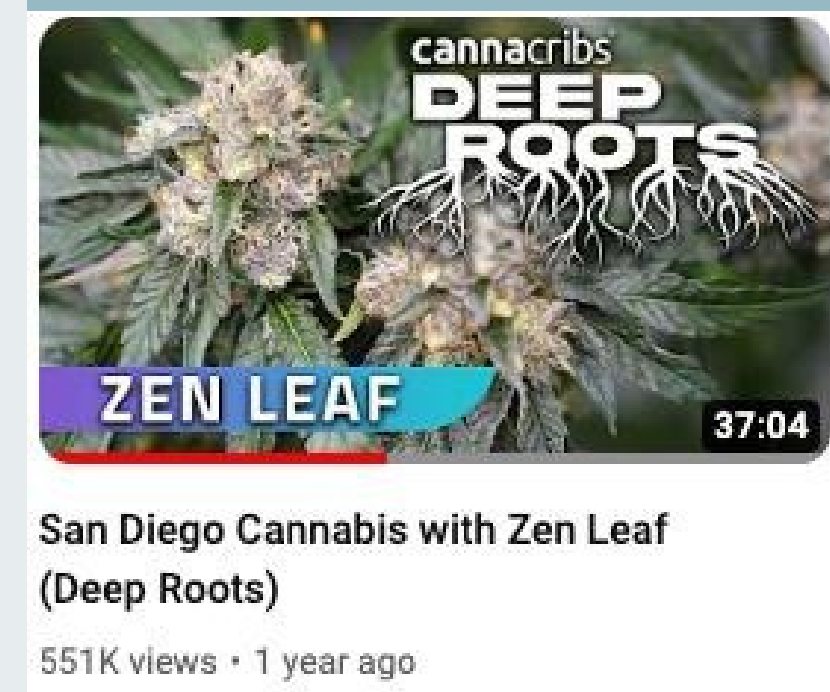 cannacribs
DEEP
ROOTS
ZEN LEAF
37:04
San Diego Cannabis with Zen Leaf
(Deep Roots)
551K views • 1 year ago